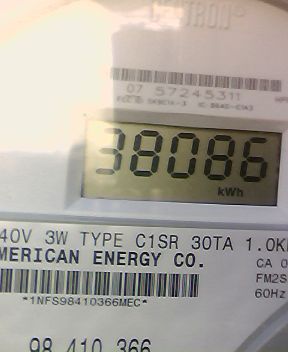 07 57245311
38086
kWh
40V 3W TYPE C1SR 30TA 1.0K
MERICAN ENERGY CO.
CA 0
FM2S
*1NFS98410366MEC*
60Hz
98 410 366